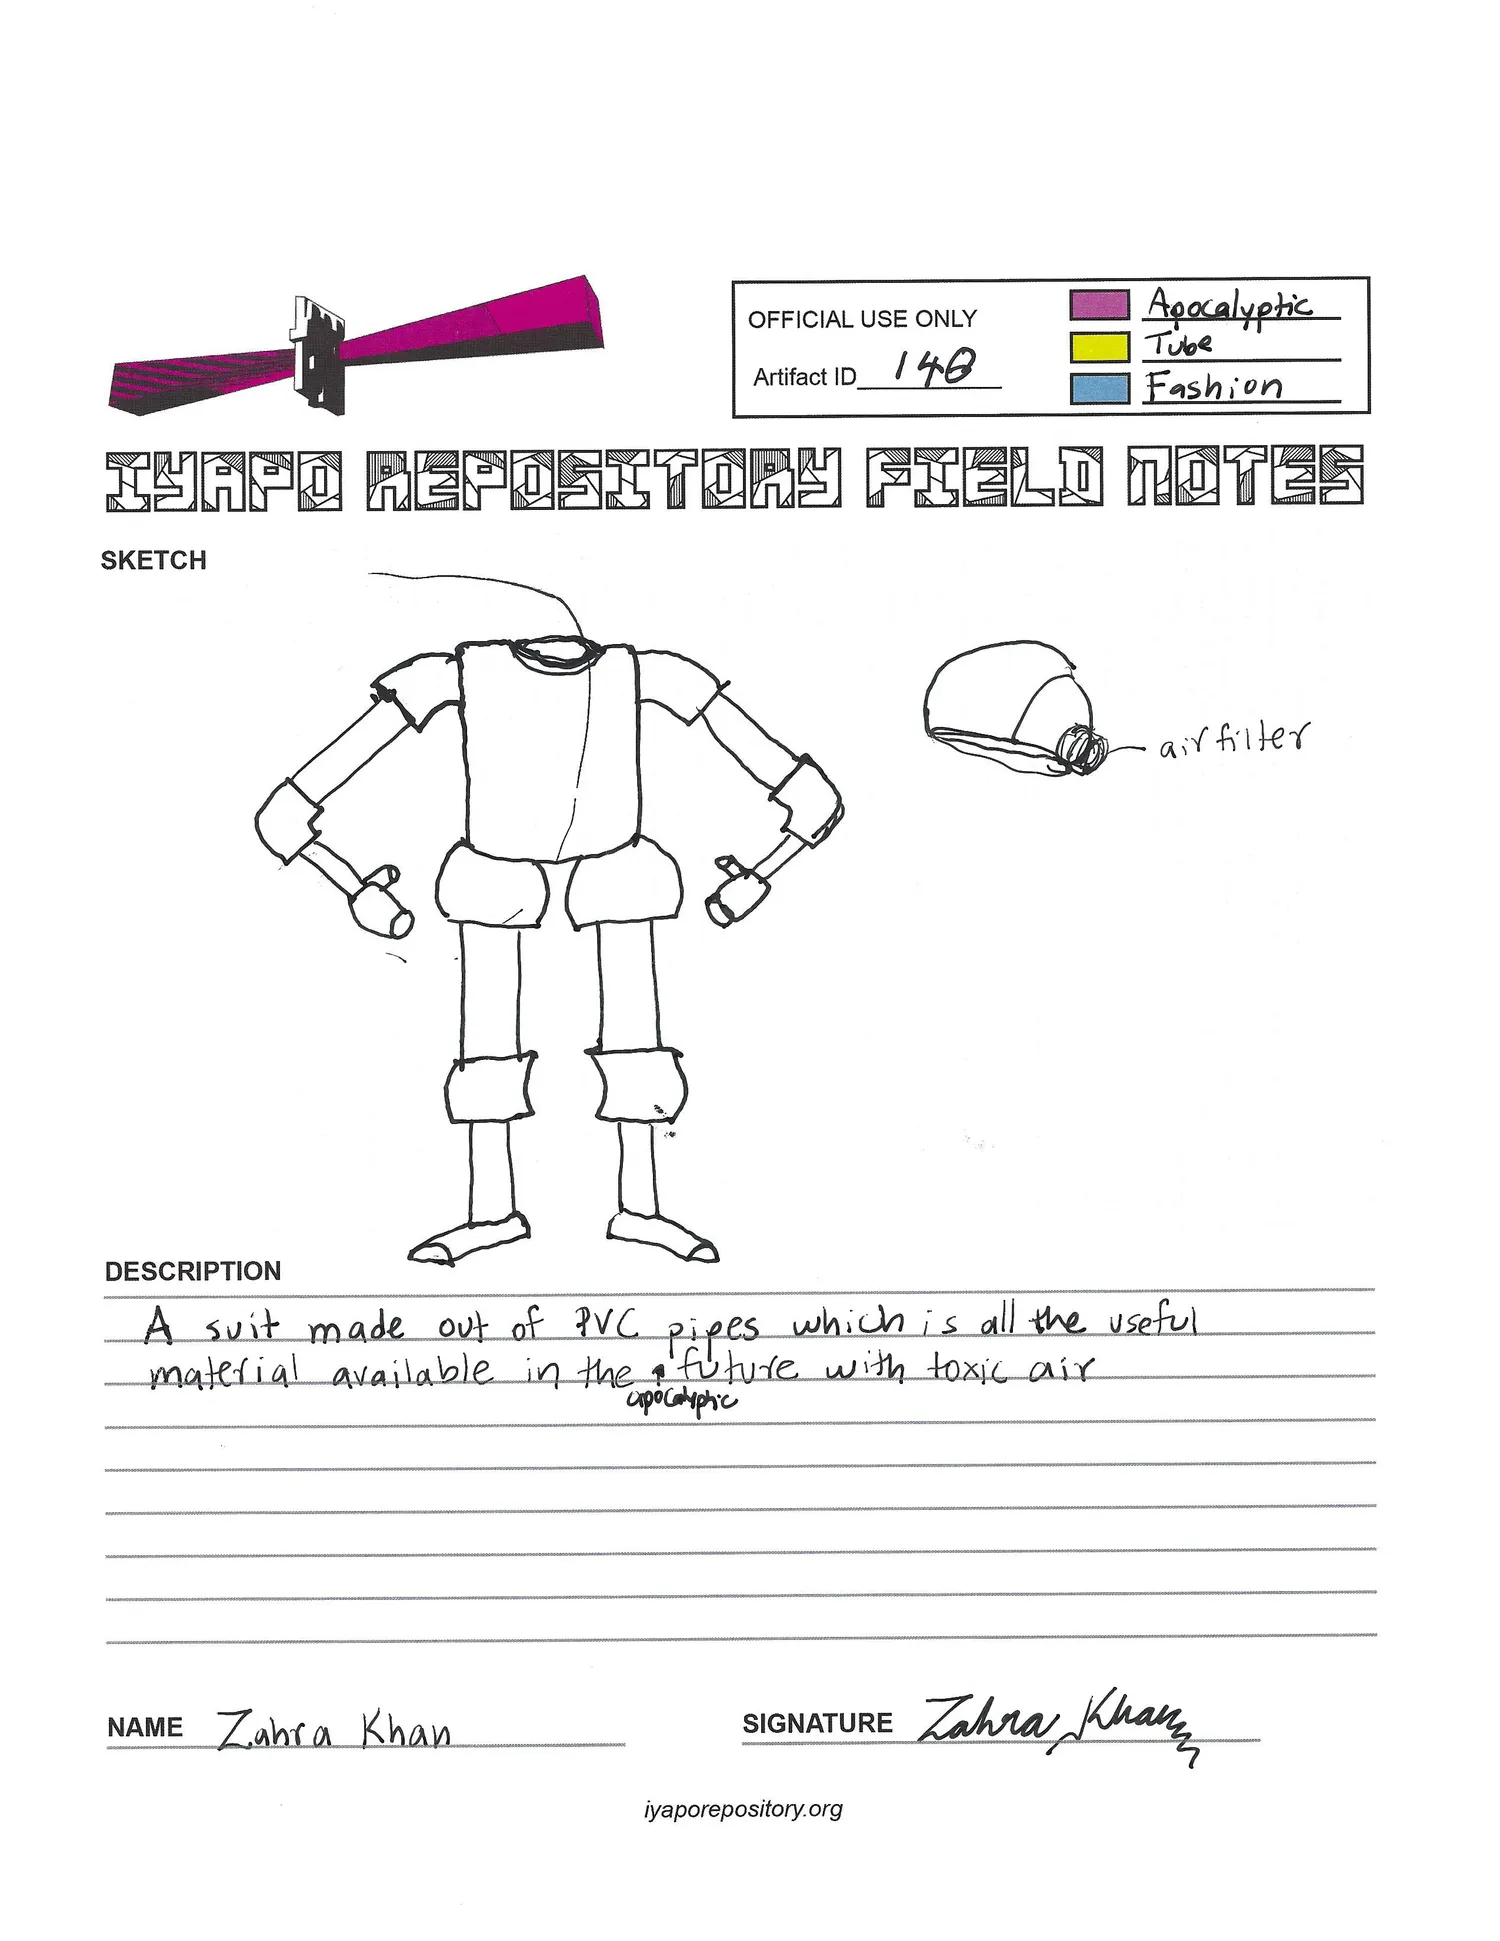 OFFICIAL USE ONLY
Artifact ID
Apocalyptic
Tube
Fashion
IYAPO REPOSITORY FIELD NOTES
SKETCH
air filter
DESCRIPTION
A suit made out of PVC pipes which is all the useful
material available in the future with toxic air
apocalyptic
NAME Zahra Khan
SIGNATURE Zahra Khan
iyaporepository.org